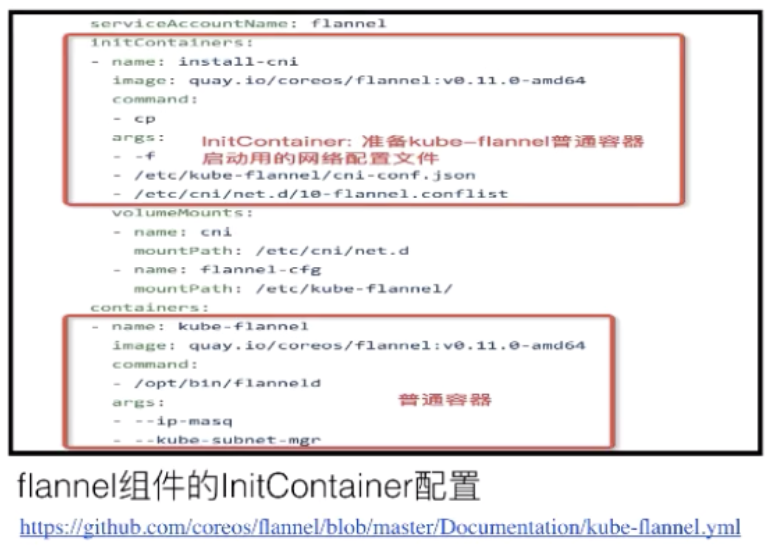 serviceAccountName: flannel
initContainers:
- name: install-cni
image: quay.io/coreos/flannel:v0.11.0-amd64
command:
- cp
args:
InitContainer: 准备kube-flannel普通容器
- -f
启动用的网络配置文件
- /etc/kube-flannel/cni-conf.json
- /etc/cni/net.d/10-flannel.conflist
volumeMounts:
- name: cni
mountPath: /etc/cni/net.d
- name: flannel-cfg
mountPath: /etc/kube-flannel/
containers:
- name: kube-flannel
image: quay.io/coreos/flannel:v0.11.0-amd64
command:
- /opt/bin/flanneld
args:
普通容器
- --ip-masq
- --kube-subnet-mgr
flannel组件的InitContainer配置
https://github.com/coreos/flannel/blob/master/Documentation/kube-flannel.yml